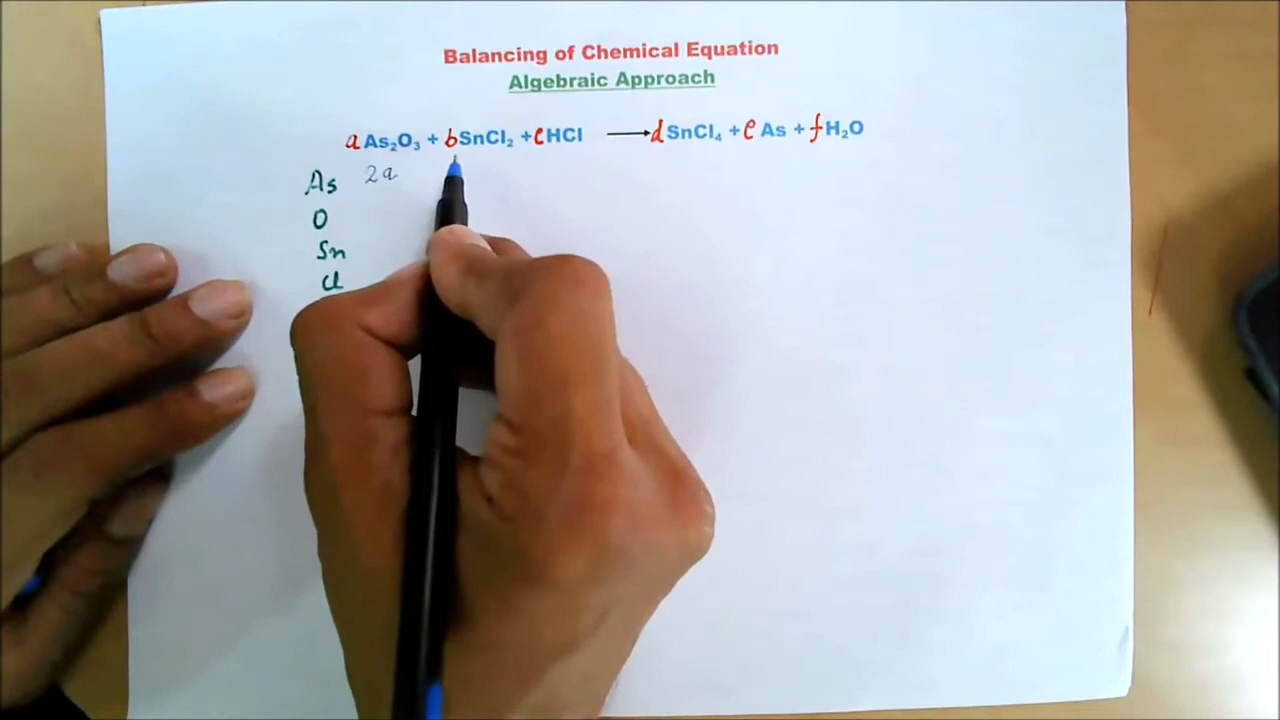 Balancing of Chemical Equation
Algebraic Approach
a As₂O₃ + b SnCl₂ + c HCl ⟶ d SnCl₄ + e As + f H₂O
As 2a
O
Sn
Cl